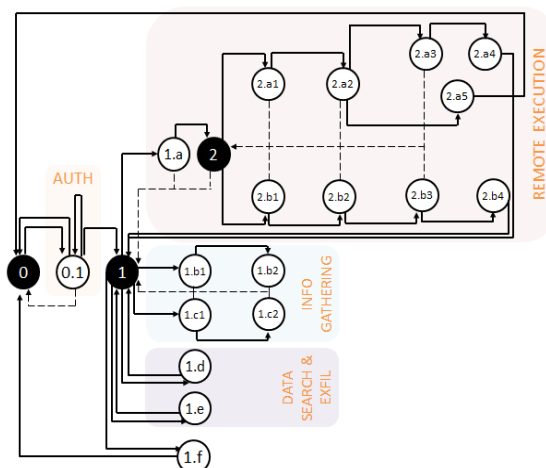 2.a3
2.a4
2.a1
2.a2
2.a5
1.a
2
2.b1
2.b2
2.b3
2.b4
REMOTE EXECUTION
AUTH
0
0.1
1
1.b1
1.b2
1.c1
1.c2
INFO
GATHERING
1.d
1.e
DATA
SEARCH &
EXFIL
1.f